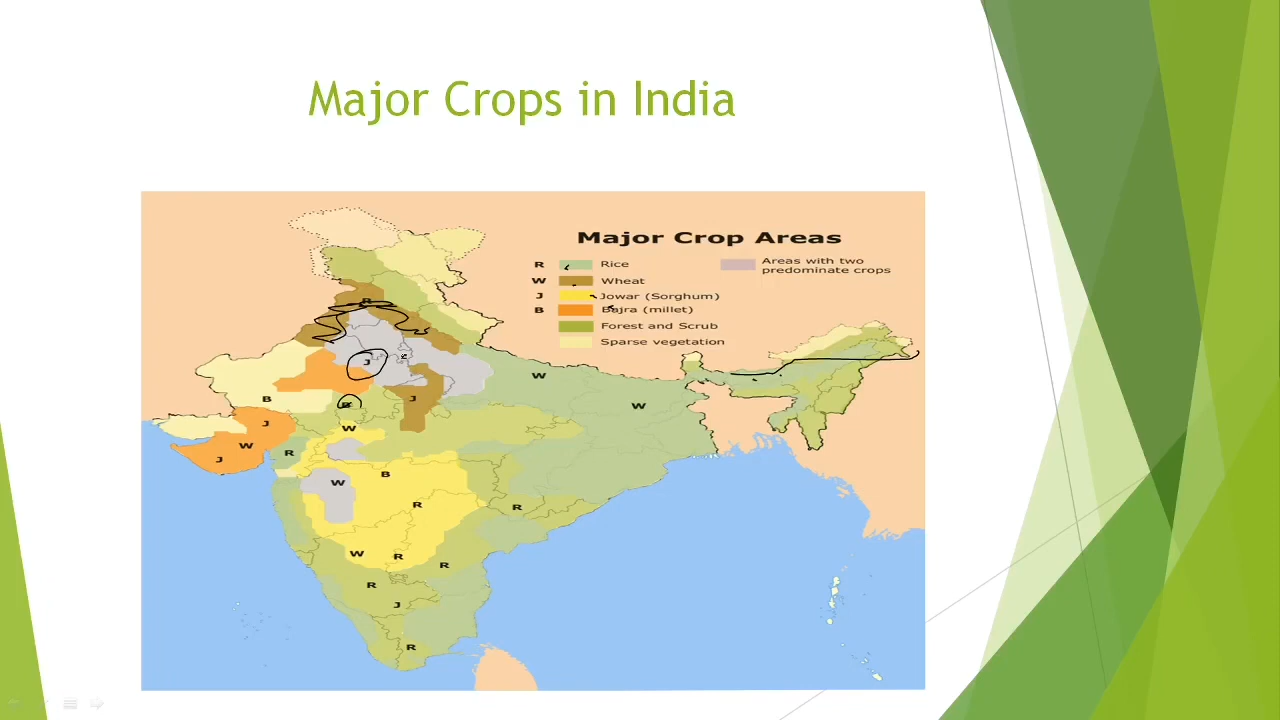 Major Crops in India
Major Crop Areas
R Rice
W Wheat
J Jowar (Sorghum)
B Bajra (millet)
Forest and Scrub
Sparse vegetation
Areas with two
predominate crops
R
J
W
W
B
J
B
J
W
W
R
J
B
W
R
R
W
R
R
R
J
R